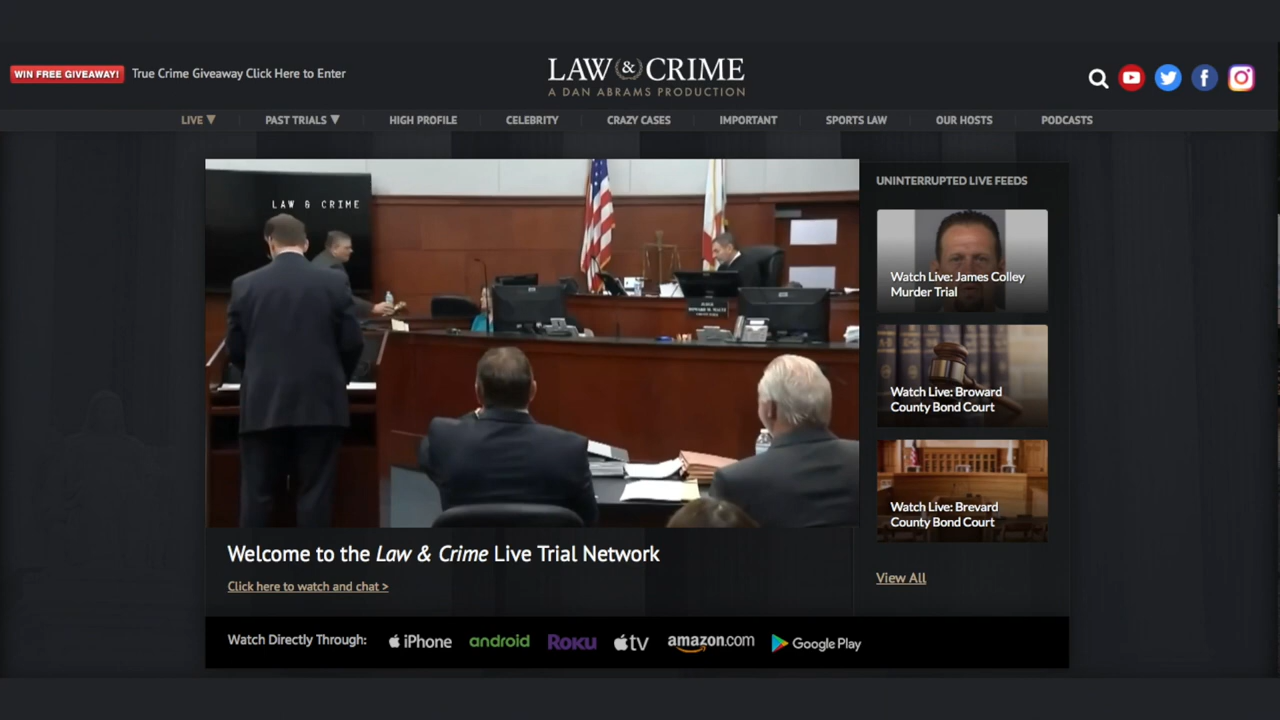 WIN FREE GIVEAWAY! True Crime Giveaway Click Here to Enter
LAW & CRIME
A DAN ABRAMS PRODUCTION
LIVE ▼ PAST TRIALS ▼ HIGH PROFILE CELEBRITY CRAZY CASES IMPORTANT SPORTS LAW OUR HOSTS PODCASTS
LAW & CRIME
UNINTERRUPTED LIVE FEEDS
Watch Live: James Colley
Murder Trial
Watch Live: Broward
County Bond Court
Watch Live: Brevard
County Bond Court
View All
Welcome to the Law & Crime Live Trial Network
Click here to watch and chat >
Watch Directly Through: iPhone android Roku tv amazon.com Google Play